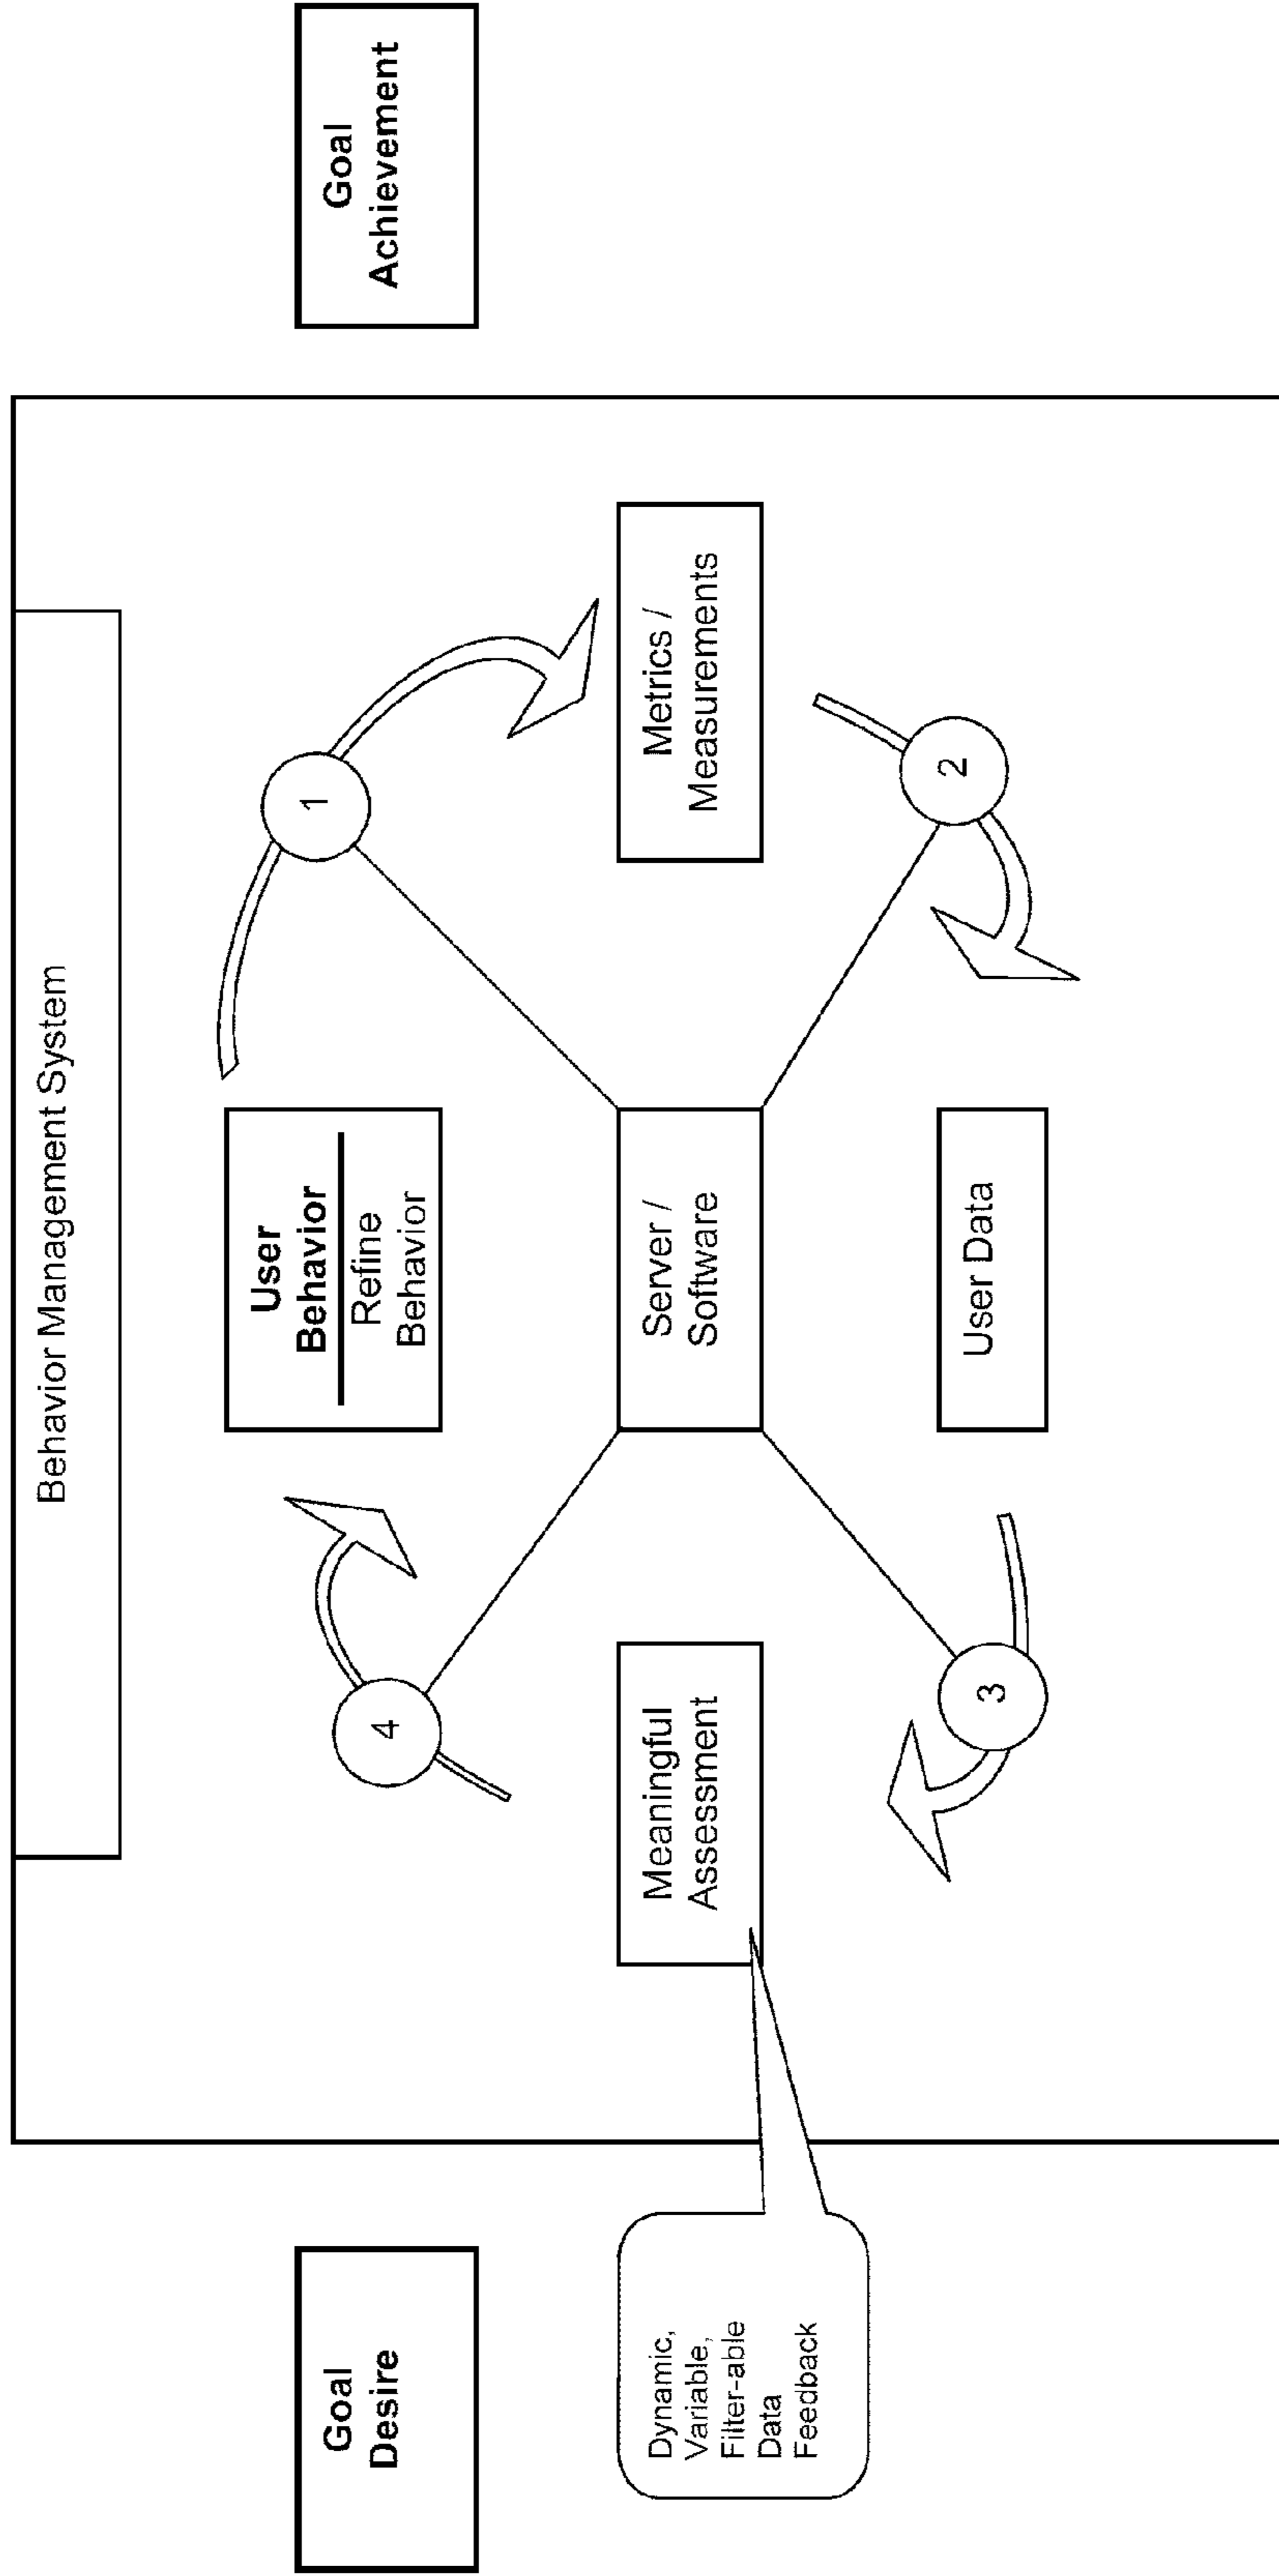 Behavior Management System
Goal
Desire
User
Behavior
Refine
Behavior
Goal
Achievement
4
1
Dynamic,
Variable,
Filter-able
Data
Feedback
Meaningful
Assessment
Server /
Software
Metrics /
Measurements
3
User Data
2